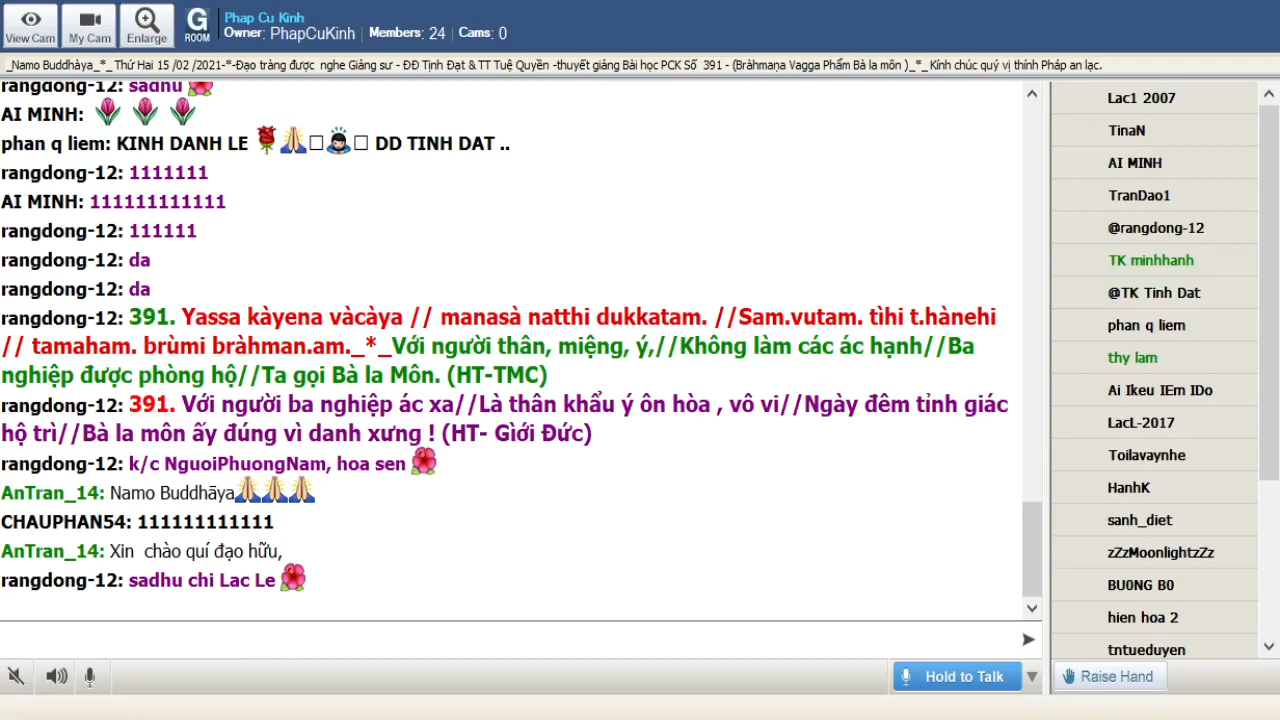 View Cam
My Cam
Enlarge
G
ROOM
Phap Cu Kinh
Owner: PhapCuKinh
Members: 24
Cams: 0
_Namo Buddhàya_*_ Thứ Hai 15 /02 /2021-*-Đạo tràng được nghe Giảng sư - ĐĐ Tịnh Đạt & TT Tuệ Quyền -thuyết giảng Bài học PCK Số 391 - (Bràhmaṇa Vagga Phẩm Bà la môn )_*_ Kính chúc quý vị thính Pháp an lạc.
rangdong-12: sadhu
AI MINH:
phan q liem: KINH DANH LE DD TINH DAT ..
rangdong-12: 1111111
AI MINH: 111111111111
rangdong-12: 111111
rangdong-12: da
rangdong-12: da
rangdong-12: 391. Yassa kàyena vàcàya // manasà natthi dukkatam. //Sam.vutam. tìhi t.hànehi
// tamaham. brùmi bràhman.am._*_Với người thân, miệng, ý,//Không làm các ác hạnh//Ba
nghiệp được phòng hộ//Ta gọi Bà la Môn. (HT-TMC)
rangdong-12: 391. Với người ba nghiệp ác xa//Là thân khẩu ý ôn hòa , vô vi//Ngày đêm tỉnh giác
hộ trì//Bà la môn ấy đúng vì danh xưng ! (HT- Giới Đức)
rangdong-12: k/c NguoiPhuongNam, hoa sen
AnTran_14: Namo Buddhāya
CHAUPHAN54: 111111111111
AnTran_14: Xin chào quí đạo hữu,
rangdong-12: sadhu chi Lac Le
Hold to Talk
Lac1 2007
TinaN
AI MINH
TranDao1
@rangdong-12
TK minhhanh
@TK Tinh Dat
phan q liem
thy lam
Ai Ikeu IEm IDo
LacL-2017
Toilavaynhe
HanhK
sanh_diet
zZzMoonlightzZz
BU0NG B0
hien hoa 2
tntueduyen
Raise Hand